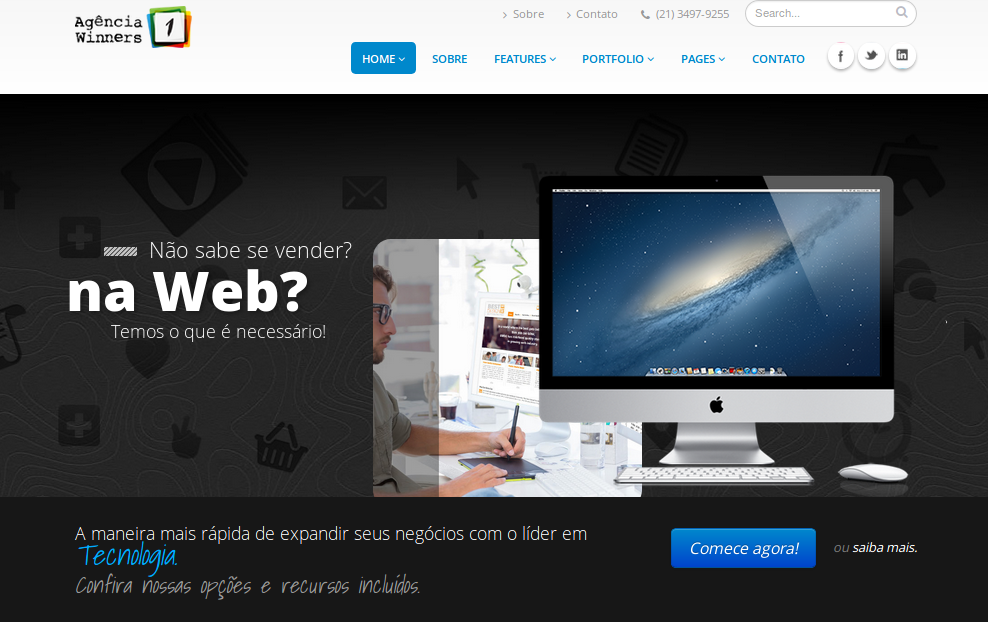 Agência
Winners
1
Sobre
Contato
(21) 3497-9255
Search...
HOME
SOBRE
FEATURES
PORTFOLIO
PAGES
CONTATO
Não sabe se vender?
na Web?
Temos o que é necessário!
A maneira mais rápida de expandir seus negócios com o líder em
Tecnologia.
Confira nossas opções e recursos incluídos.
Comece agora!
ou saiba mais.